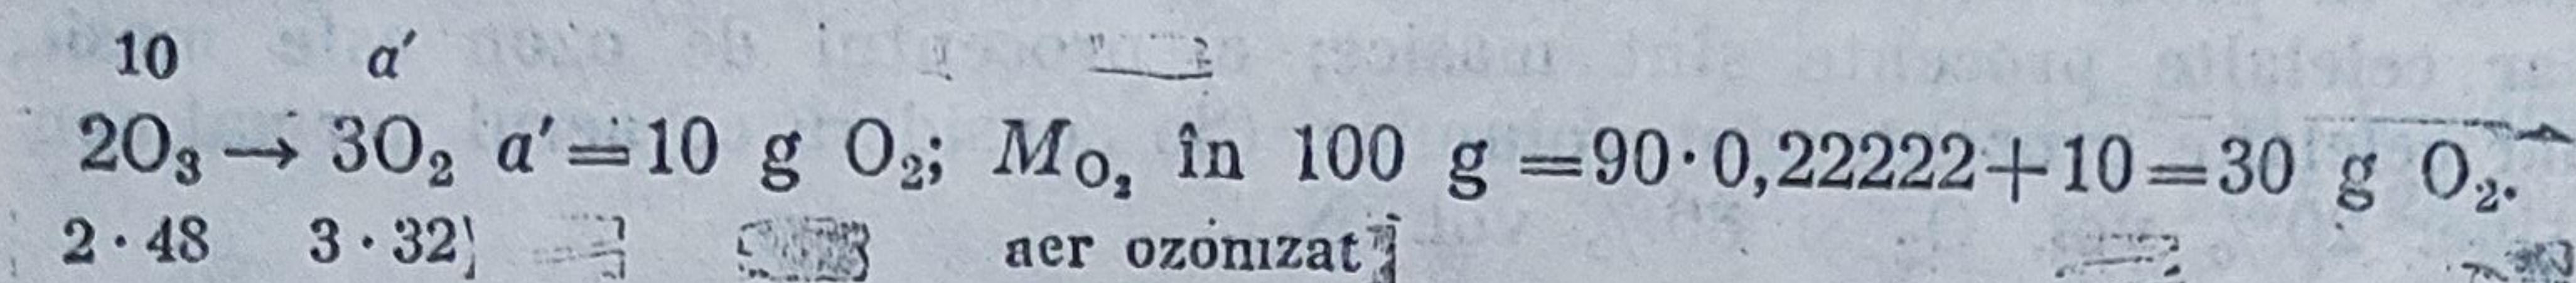 10 a′
2O₃ → 3O₂ a′=10 g O₂; M_O₂ în 100 g =90·0,22222+10=30 g O₂.
2·48 3·32 aer ozonizat